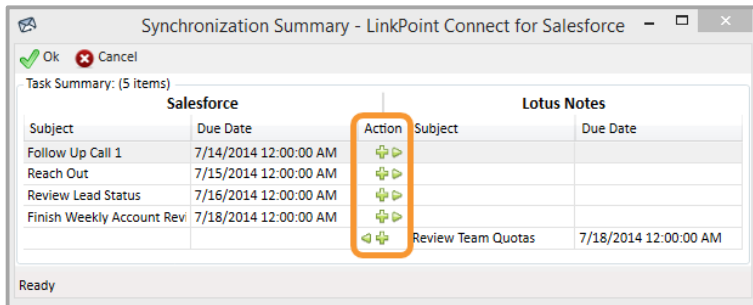 Synchronization Summary - LinkPoint Connect for Salesforce
Ok Cancel
Task Summary: (5 items)
Salesforce Lotus Notes
Subject Due Date Action Subject Due Date
Follow Up Call 1 7/14/2014 12:00:00 AM
Reach Out 7/15/2014 12:00:00 AM
Review Lead Status 7/16/2014 12:00:00 AM
Finish Weekly Account Revi 7/18/2014 12:00:00 AM
Review Team Quotas 7/18/2014 12:00:00 AM
Ready